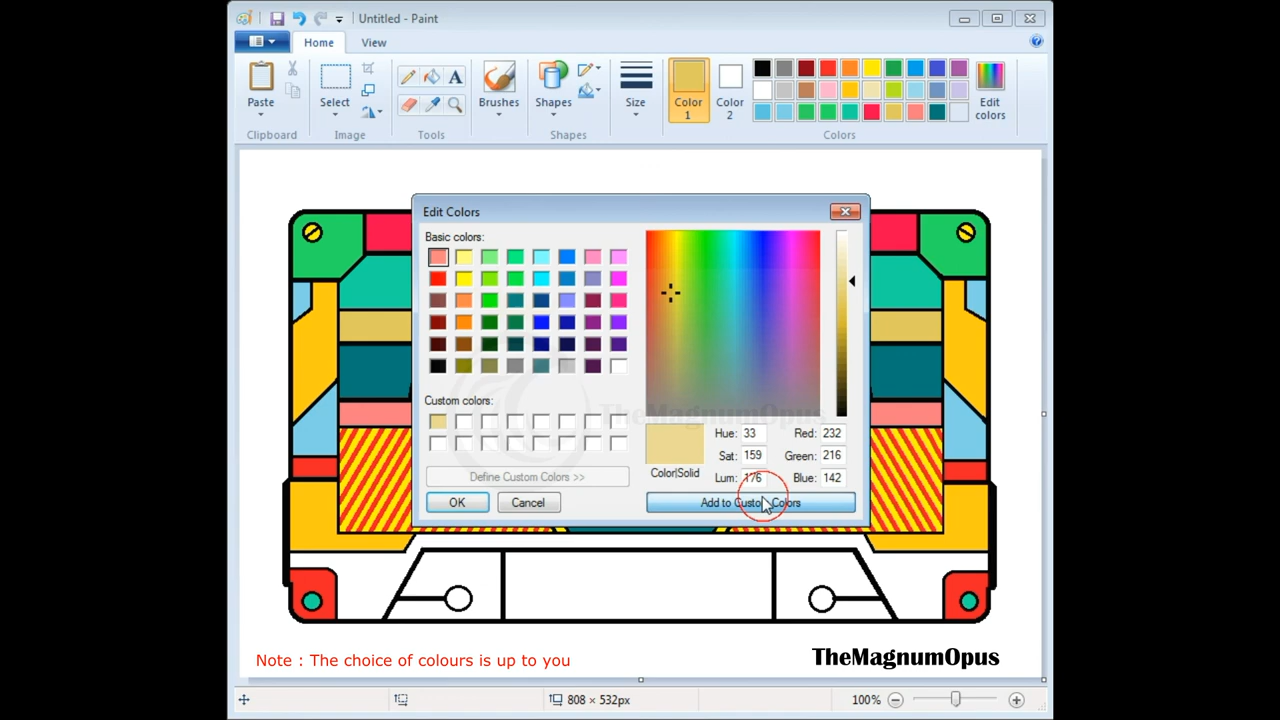 Untitled - Paint
Home View
Paste
Select
Brushes
Shapes
Size
Color 1
Color 2
Edit colors
Clipboard
Image
Tools
Shapes
Colors
Edit Colors
Basic colors:
Custom colors:
TheMagnumOpus
Hue: 33 Red: 232
Sat: 159 Green: 216
Color|Solid
Lum: 176 Blue: 142
Define Custom Colors >>
OK Cancel
Add to Custom Colors
Note : The choice of colours is up to you
TheMagnumOpus
808 × 532px
100%